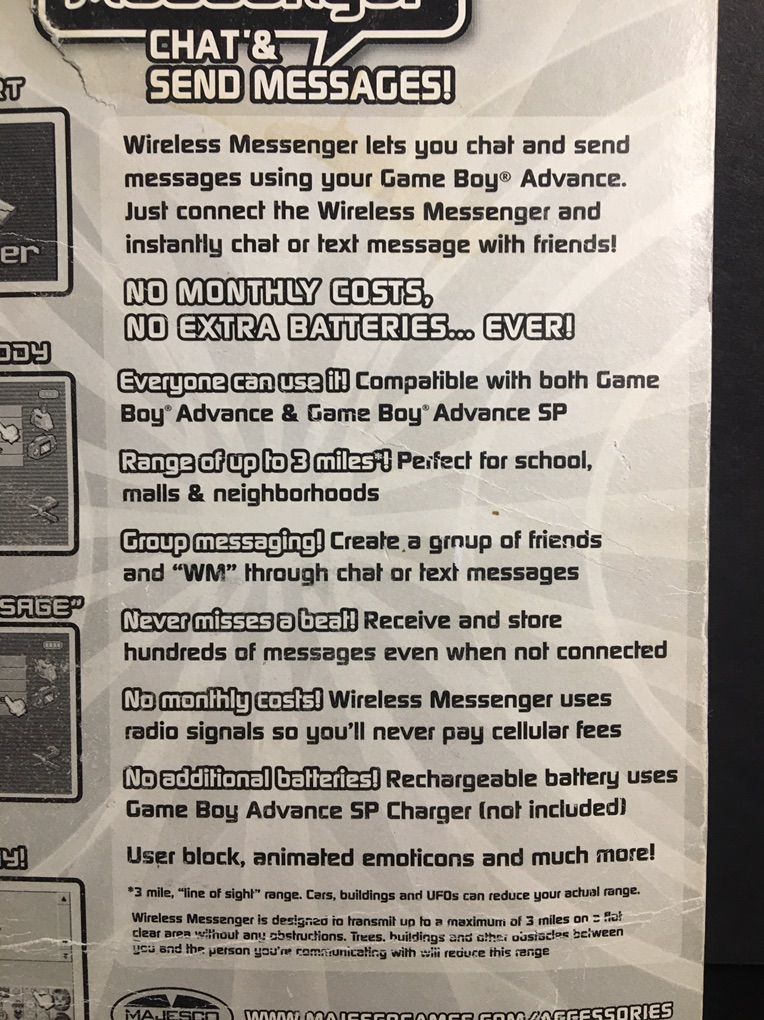 Messenger
CHAT &
SEND MESSAGES!
Wireless Messenger lets you chat and send
messages using your Game Boy® Advance.
Just connect the Wireless Messenger and
instantly chat or text message with friends!
NO MONTHLY COSTS,
NO EXTRA BATTERIES... EVER!
Everyone can use it! Compatible with both Game
Boy® Advance & Game Boy® Advance SP
Range of up to 3 miles*! Perfect for school,
malls & neighborhoods
Group messaging! Create a group of friends
and “WM” through chat or text messages
Never misses a beat! Receive and store
hundreds of messages even when not connected
No monthly costs! Wireless Messenger uses
radio signals so you'll never pay cellular fees
No additional batteries! Rechargeable battery uses
Game Boy Advance SP Charger (not included)
User block, animated emoticons and much more!
*3 mile, “line of sight” range. Cars, buildings and UFOs can reduce your actual range.
Wireless Messenger is designed to transmit up to a maximum of 3 miles on a flat
clear area without any obstructions. Trees, buildings and other obstacles between
you and the person you're communicating with will reduce this range
MAJESCO
WWW.MAJESCOGAMES.COM/ACCESSORIES